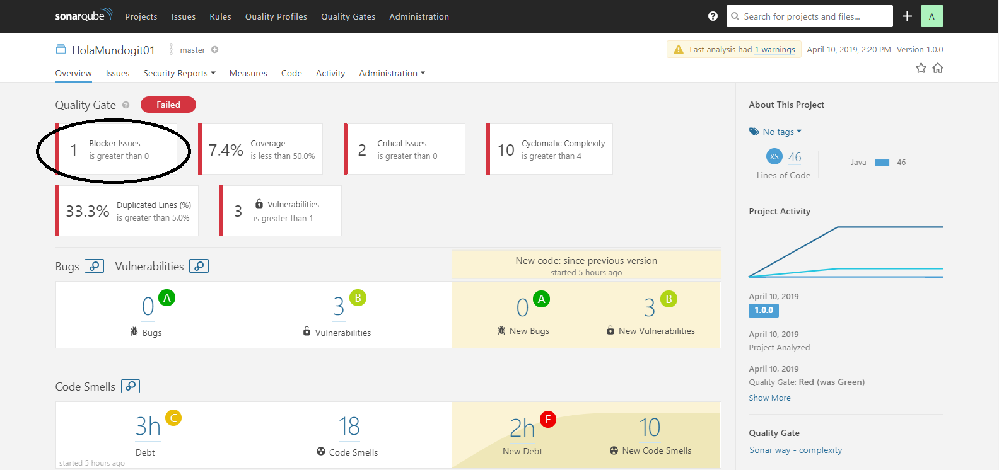 sonarqube Projects Issues Rules Quality Profiles Quality Gates Administration ? Search for projects and files... + A
HolaMundogit01 master Last analysis had 1 warnings April 10, 2019, 2:20 PM Version 1.0.0
Overview Issues Security Reports Measures Code Activity Administration
Quality Gate ? Failed
1 Blocker Issues
is greater than 0
7.4% Coverage
is less than 50.0%
2 Critical Issues
is greater than 0
10 Cyclomatic Complexity
is greater than 4
33.3% Duplicated Lines (%)
is greater than 5.0%
3 Vulnerabilities
is greater than 1
Bugs Vulnerabilities
New code: since previous version
started 5 hours ago
0 A
Bugs
3 B
Vulnerabilities
0 A
New Bugs
3 B
New Vulnerabilities
Code Smells
3h C
Debt
started 5 hours ago
18
Code Smells
2h E
New Debt
10
New Code Smells
About This Project
No tags
XS 46
Lines of Code
Java 46
Project Activity
April 10, 2019
1.0.0
April 10, 2019
Project Analyzed
April 10, 2019
Quality Gate: Red (was Green)
Show More
Quality Gate
Sonar way - complexity